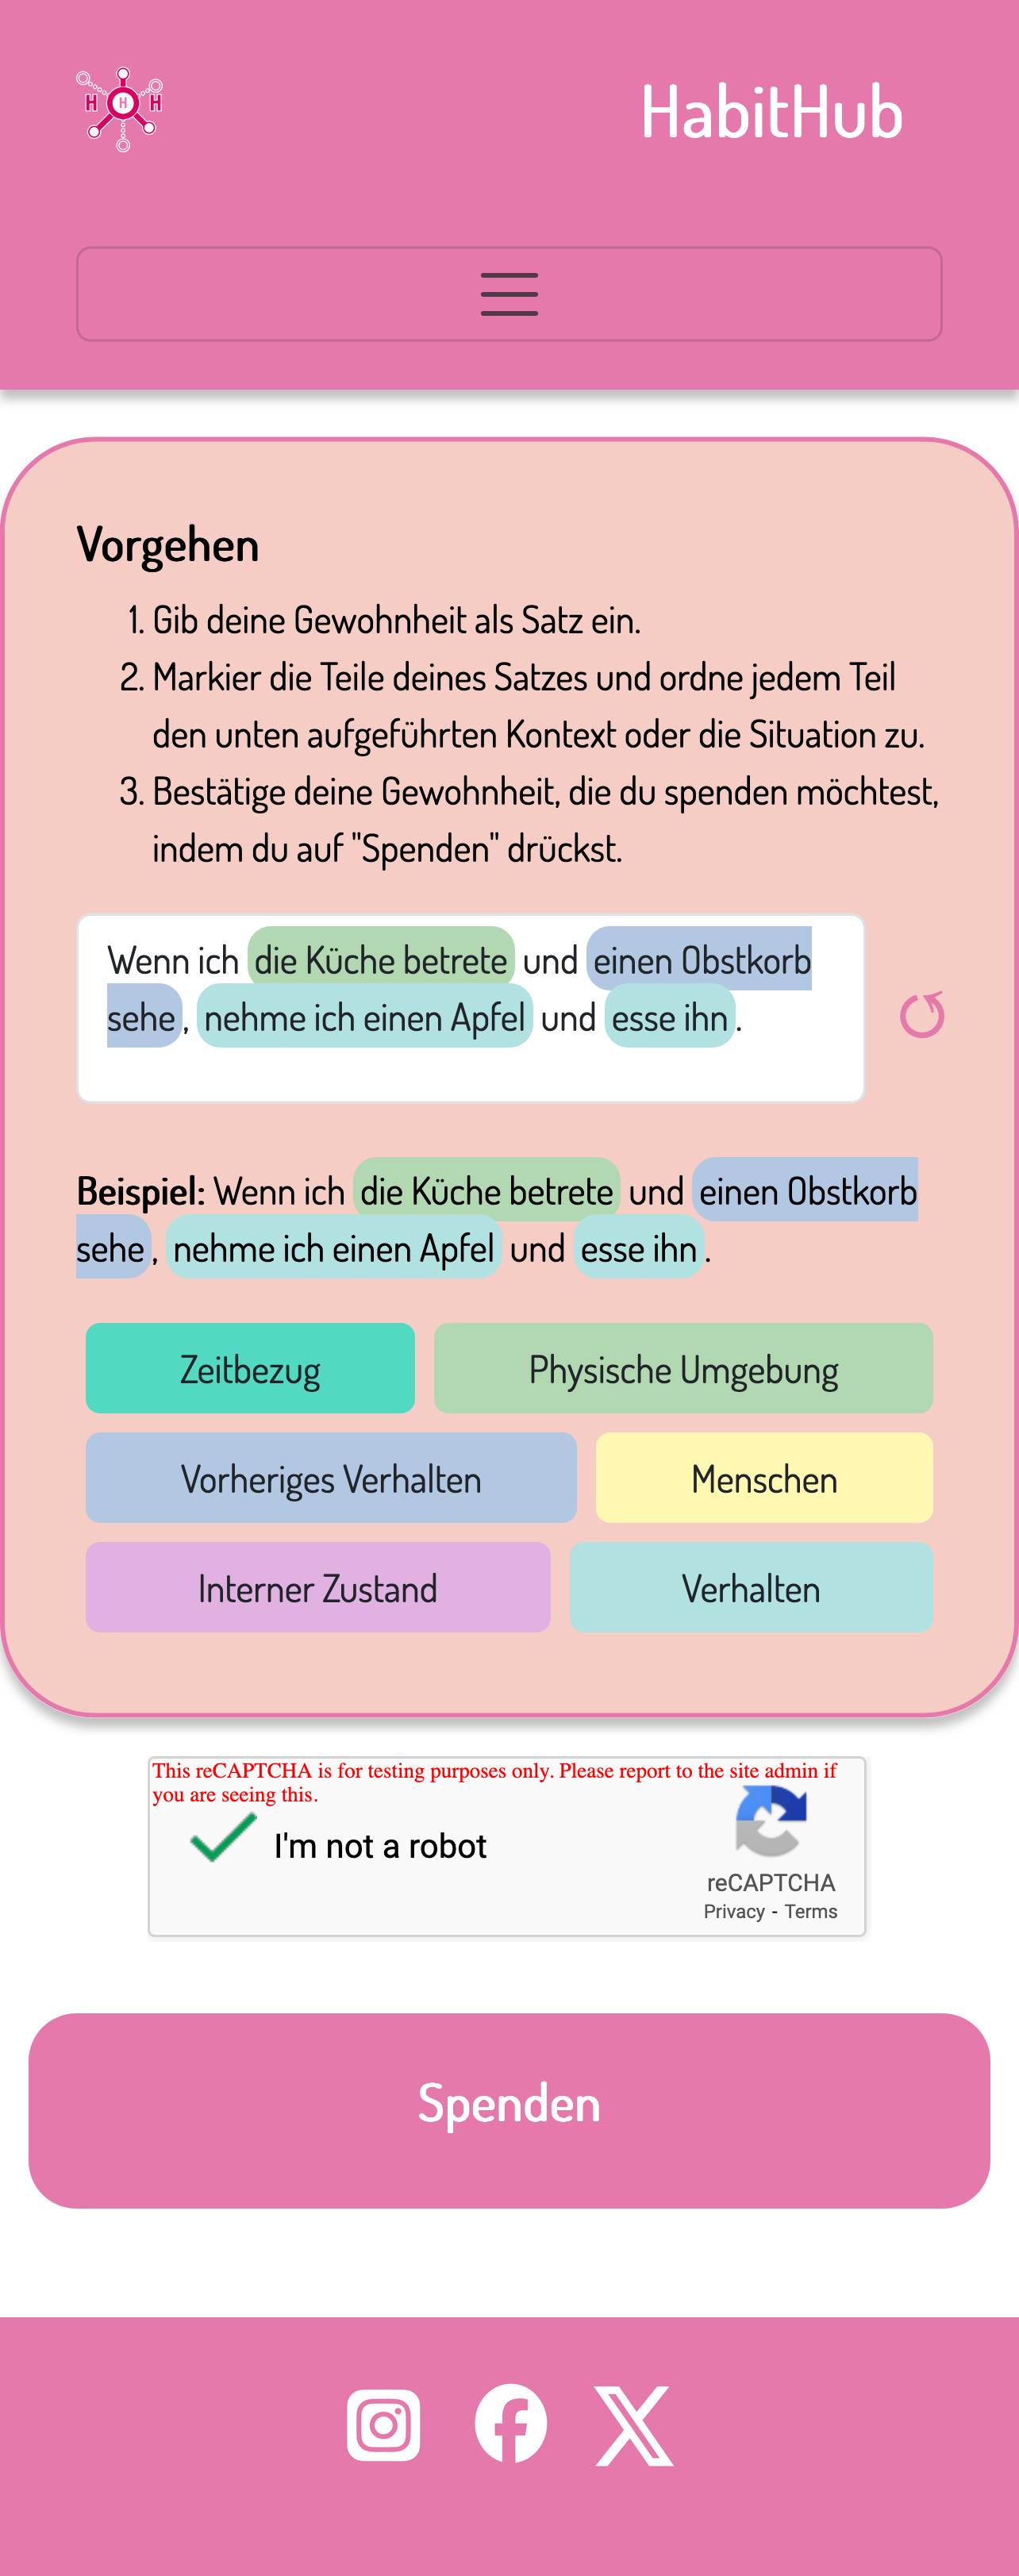 H H H
HabitHub
Vorgehen
1. Gib deine Gewohnheit als Satz ein.
2. Markier die Teile deines Satzes und ordne jedem Teil
den unten aufgeführten Kontext oder die Situation zu.
3. Bestätige deine Gewohnheit, die du spenden möchtest,
indem du auf "Spenden" drückst.
Wenn ich die Küche betrete und einen Obstkorb
sehe, nehme ich einen Apfel und esse ihn.
Beispiel: Wenn ich die Küche betrete und einen Obstkorb
sehe, nehme ich einen Apfel und esse ihn.
Zeitbezug Physische Umgebung
Vorheriges Verhalten Menschen
Interner Zustand Verhalten
This reCAPTCHA is for testing purposes only. Please report to the site admin if
you are seeing this.
I'm not a robot
reCAPTCHA
Privacy - Terms
Spenden